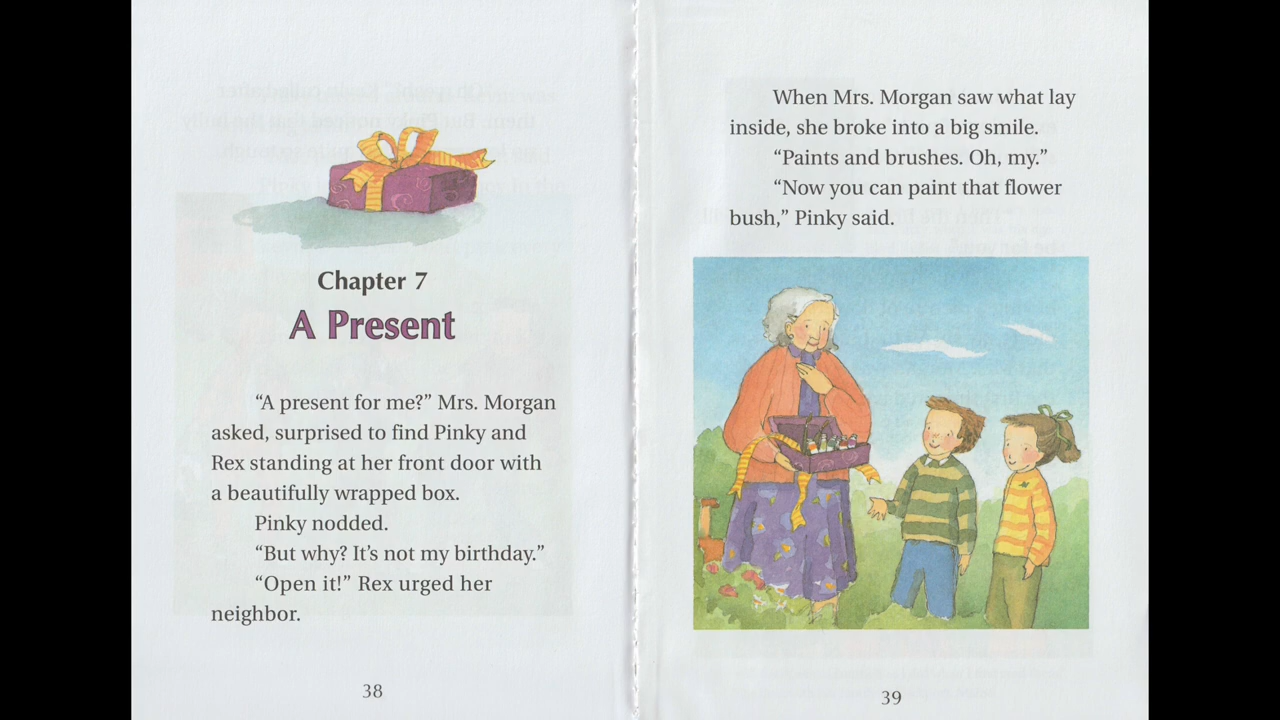 Chapter 7
A Present
“A present for me?” Mrs. Morgan
asked, surprised to find Pinky and
Rex standing at her front door with
a beautifully wrapped box.
Pinky nodded.
“But why? It’s not my birthday.”
“Open it!” Rex urged her
neighbor.
38
When Mrs. Morgan saw what lay
inside, she broke into a big smile.
“Paints and brushes. Oh, my.”
“Now you can paint that flower
bush,” Pinky said.
39